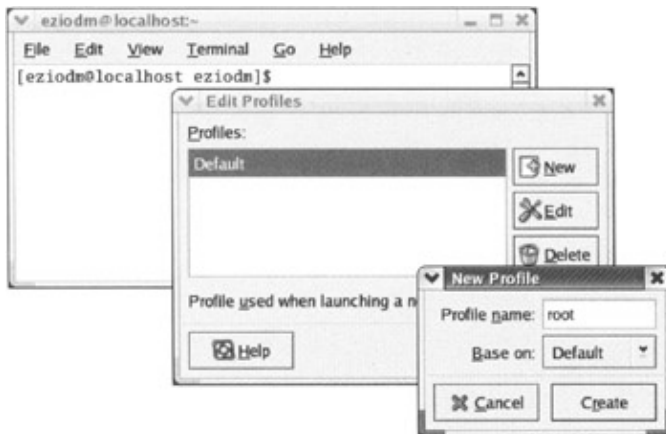 eziodm@localhost:~
File Edit View Terminal Go Help
[eziodm@localhost eziodm]$
Edit Profiles
Profiles:
Default
New
Edit
Delete
Profile used when launching a n
Help
New Profile
Profile name: root
Base on: Default
Cancel Create